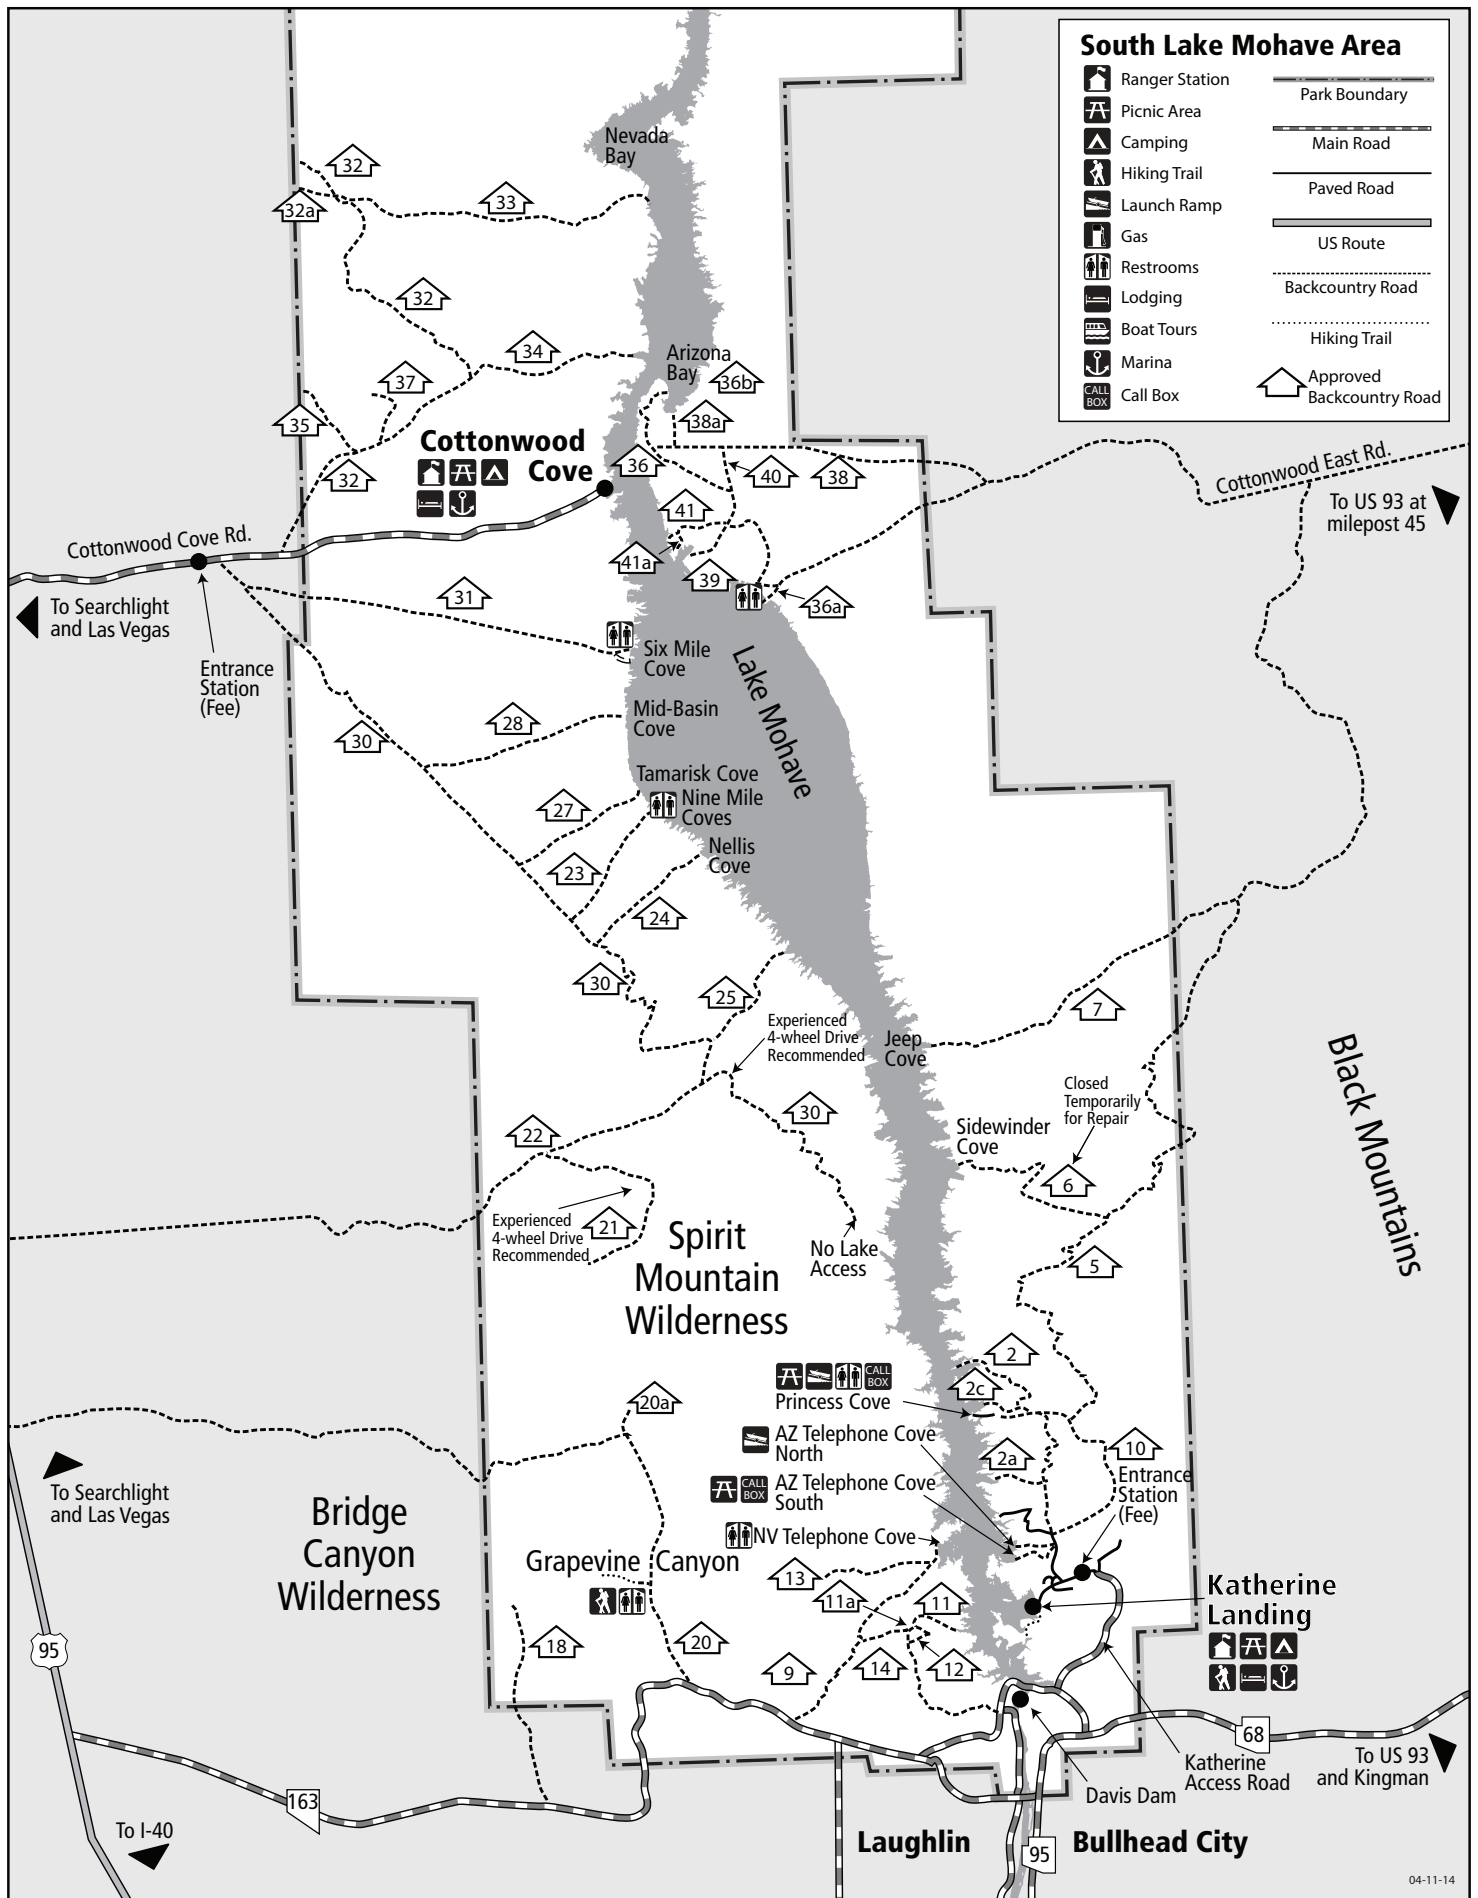 South Lake Mohave Area
Ranger Station
Picnic Area
Camping
Hiking Trail
Launch Ramp
Gas
Restrooms
Lodging
Boat Tours
Marina
CALL
BOX
Call Box
Park Boundary
Main Road
Paved Road
US Route
Backcountry Road
Hiking Trail
Approved
Backcountry Road
Nevada
Bay
32
32a
33
32
34
37
35
32
Arizona
Bay
36b
38a
Cottonwood
Cove
36
40
38
41
41a
39
36a
Cottonwood East Rd.
To US 93 at
milepost 45
Cottonwood Cove Rd.
To Searchlight
and Las Vegas
Entrance
Station
(Fee)
31
Six Mile
Cove
Lake Mohave
28
Mid-Basin
Cove
30
Tamarisk Cove
27
Nine Mile
Coves
23
Nellis
Cove
24
30
25
Experienced
4-wheel Drive
Recommended
Jeep
Cove
7
Black Mountains
Closed
Temporarily
for Repair
30
22
Sidewinder
Cove
6
Experienced
4-wheel Drive
Recommended
21
Spirit
Mountain
Wilderness
No Lake
Access
5
2
2c
CALL
BOX
Princess Cove
20a
AZ Telephone Cove
North
2a
10
Entrance
Station
(Fee)
CALL
BOX
AZ Telephone Cove
South
NV Telephone Cove
To Searchlight
and Las Vegas
Bridge
Canyon
Wilderness
Grapevine Canyon
13
11a
11
Katherine
Landing
18
20
9
14
12
95
68
Katherine
Access Road
To US 93
and Kingman
Davis Dam
163
To I-40
Laughlin
95
Bullhead City
04-11-14